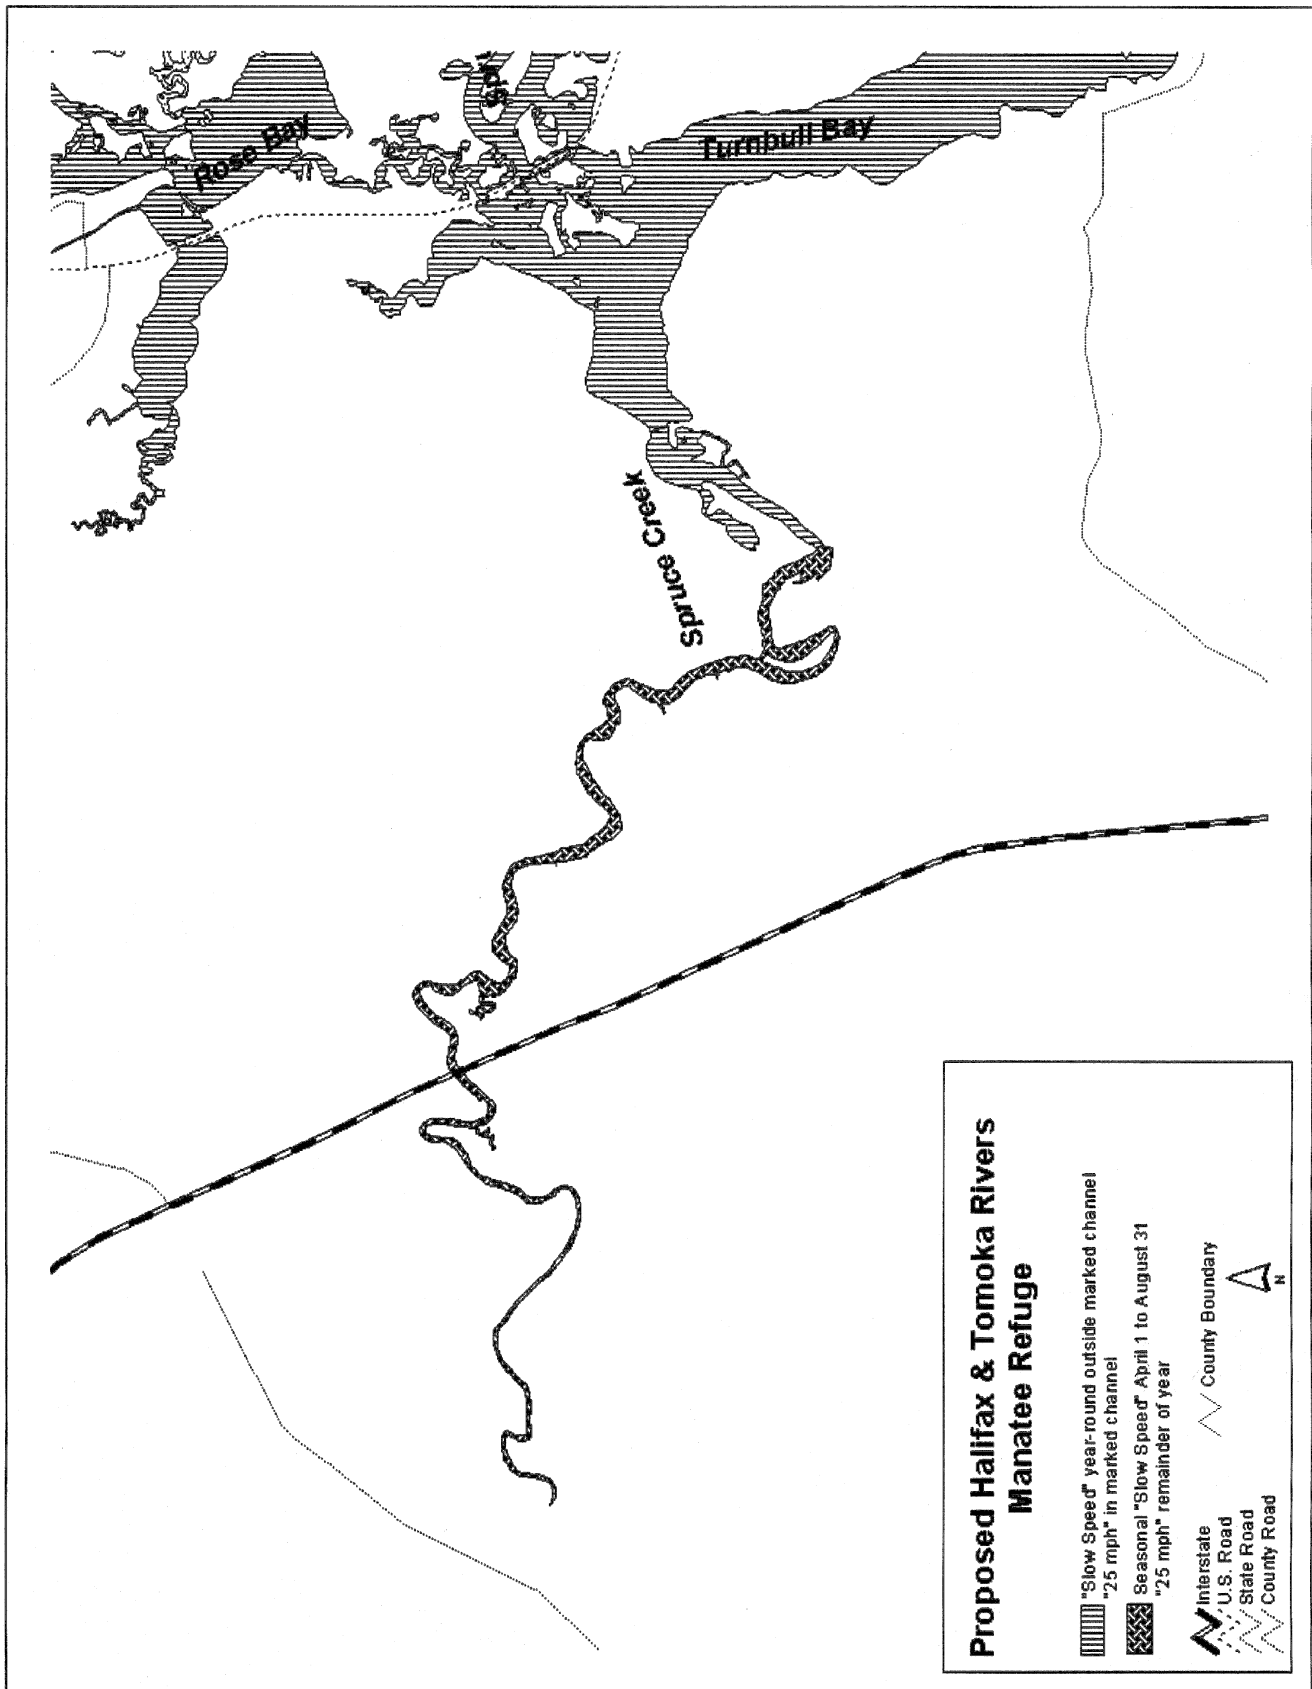 Rose Bay
Turnbull Bay
Spruce Creek
Proposed Halifax & Tomoka Rivers
Manatee Refuge
"Slow Speed" year-round outside marked channel
"25 mph" in marked channel
Seasonal "Slow Speed" April 1 to August 31
"25 mph" remainder of year
Interstate
U.S. Road
State Road
County Road
County Boundary
N